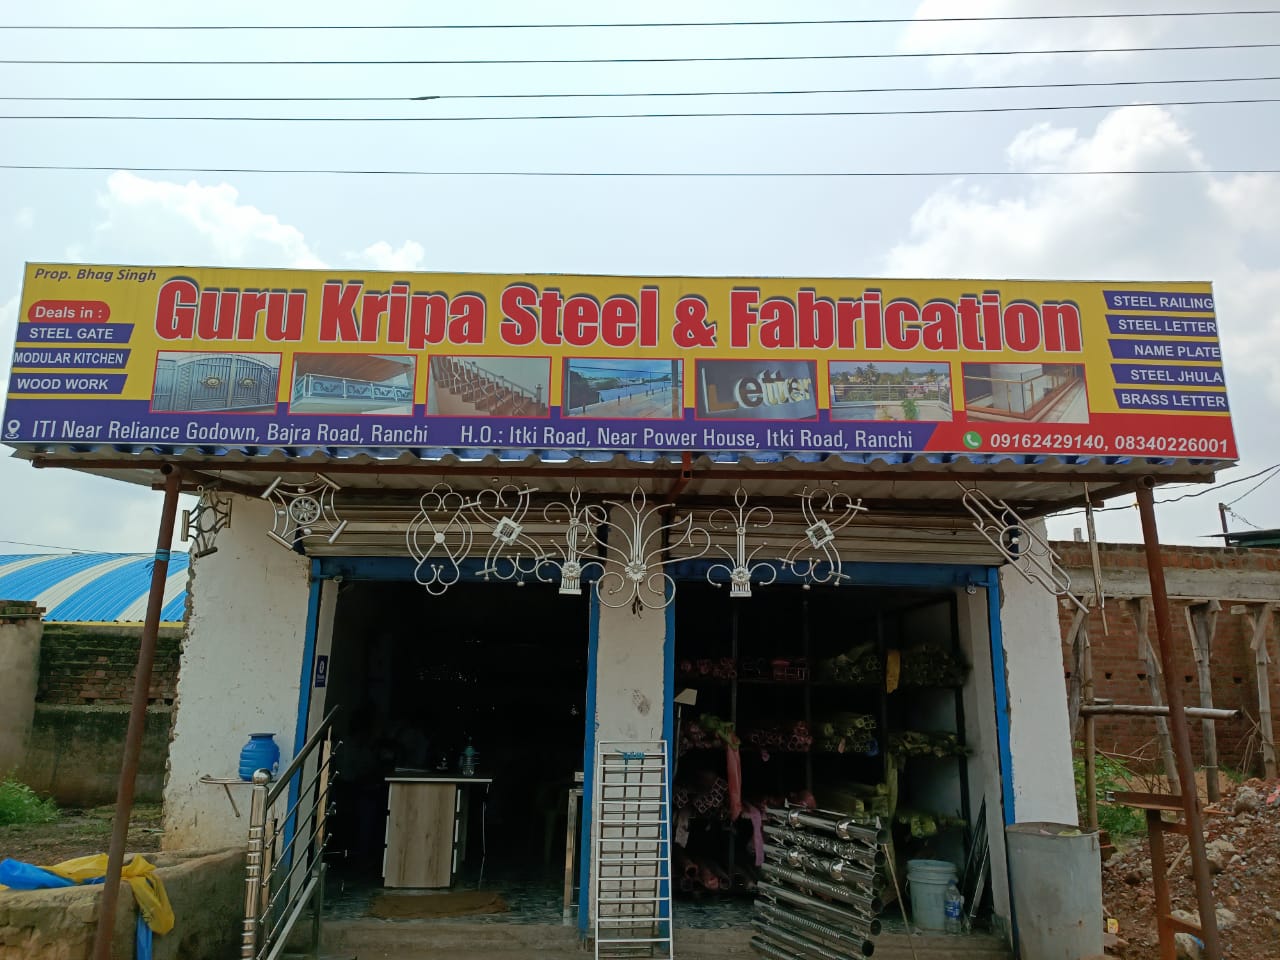 Prop. Bhag Singh
Guru Kripa Steel & Fabrication
Deals in :
STEEL GATE
MODULAR KITCHEN
WOOD WORK
STEEL RAILING
STEEL LETTER
NAME PLATE
STEEL JHULA
BRASS LETTER
Letter
ITI Near Reliance Godown, Bajra Road, Ranchi H.O.: Itki Road, Near Power House, Itki Road, Ranchi
09162429140, 08340226001